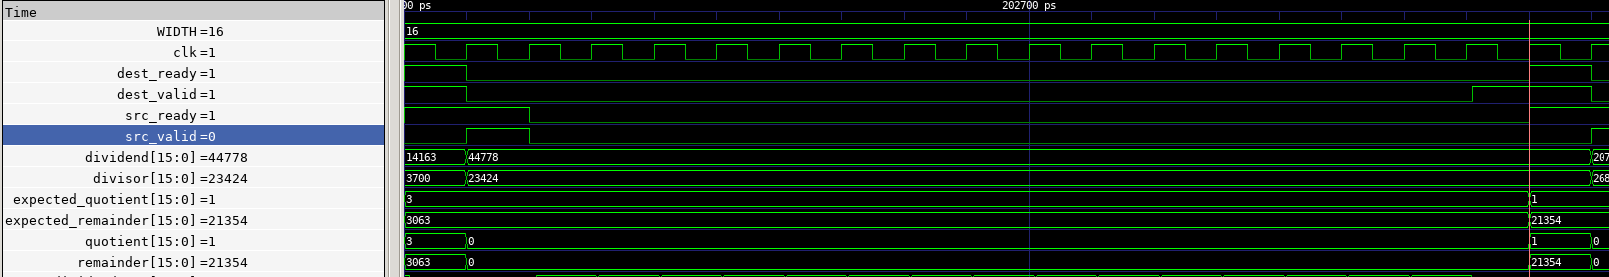 00 ps 202700 ps
Time
WIDTH =16 16
clk =1
dest_ready =1
dest_valid =1
src_ready =1
src_valid =0
dividend[15:0] =44778 14163 44778 207
divisor[15:0] =23424 3700 23424 268
expected_quotient[15:0] =1 3 1
expected_remainder[15:0] =21354 3063 21354
quotient[15:0] =1 3 0 1 0
remainder[15:0] =21354 3063 0 21354 0